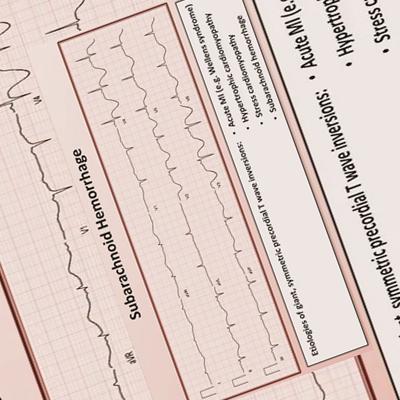 Subarachnoid Hemorrhage
V4
V1
aVR
Etiologies of giant, symmetric precordial T wave inversions:
• Acute MI (e.g. Wellens syndrome)
• Hypertrophic cardiomyopathy
• Stress cardiomyopathy
• Subarachnoid hemorrhage
symmetric precordial T wave inversions:
• Acute MI (e.g.
• Hypertrop
• Stress c